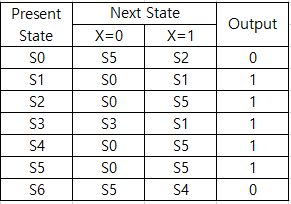 Present State Next State Output
X=0 X=1
S0 S5 S2 0
S1 S0 S1 1
S2 S0 S5 1
S3 S3 S1 1
S4 S0 S5 1
S5 S0 S5 1
S6 S5 S4 0